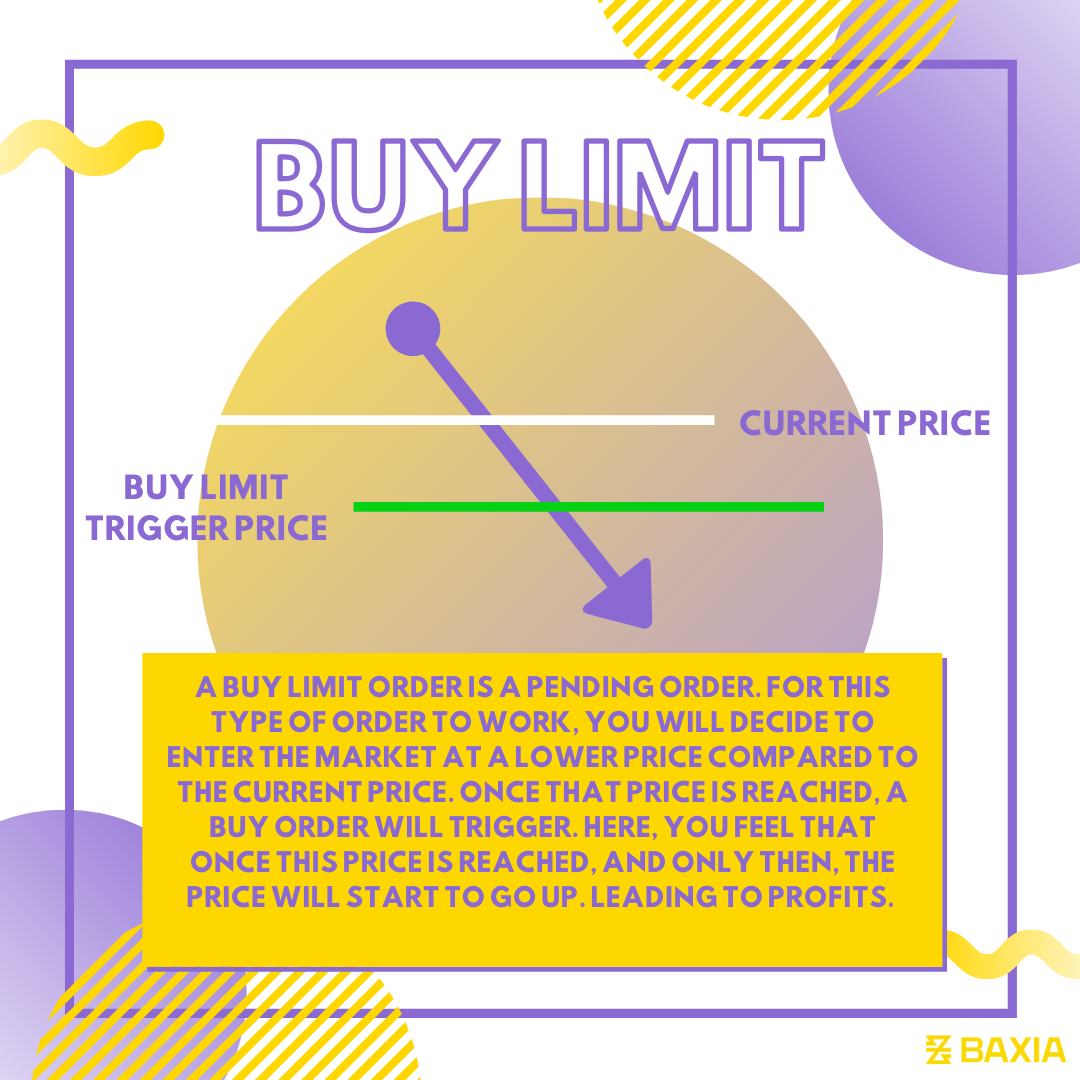 BUY LIMIT
CURRENT PRICE
BUY LIMIT
TRIGGER PRICE
A BUY LIMIT ORDER IS A PENDING ORDER. FOR THIS
TYPE OF ORDER TO WORK, YOU WILL DECIDE TO
ENTER THE MARKET AT A LOWER PRICE COMPARED TO
THE CURRENT PRICE. ONCE THAT PRICE IS REACHED, A
BUY ORDER WILL TRIGGER. HERE, YOU FEEL THAT
ONCE THIS PRICE IS REACHED, AND ONLY THEN, THE
PRICE WILL START TO GO UP. LEADING TO PROFITS.
BAXIA